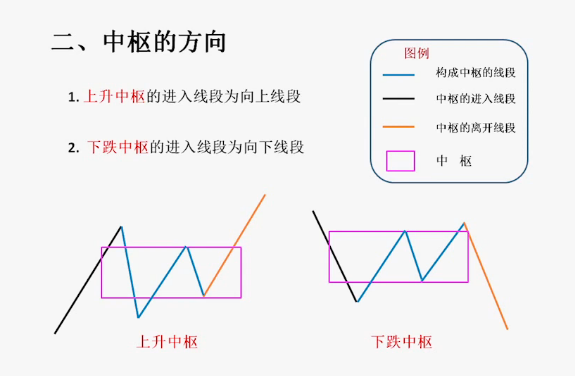 二、中枢的方向
1. 上升中枢的进入线段为向上线段
2. 下跌中枢的进入线段为向下线段
图例
构成中枢的线段
中枢的进入线段
中枢的离开线段
中 枢
上升中枢
下跌中枢